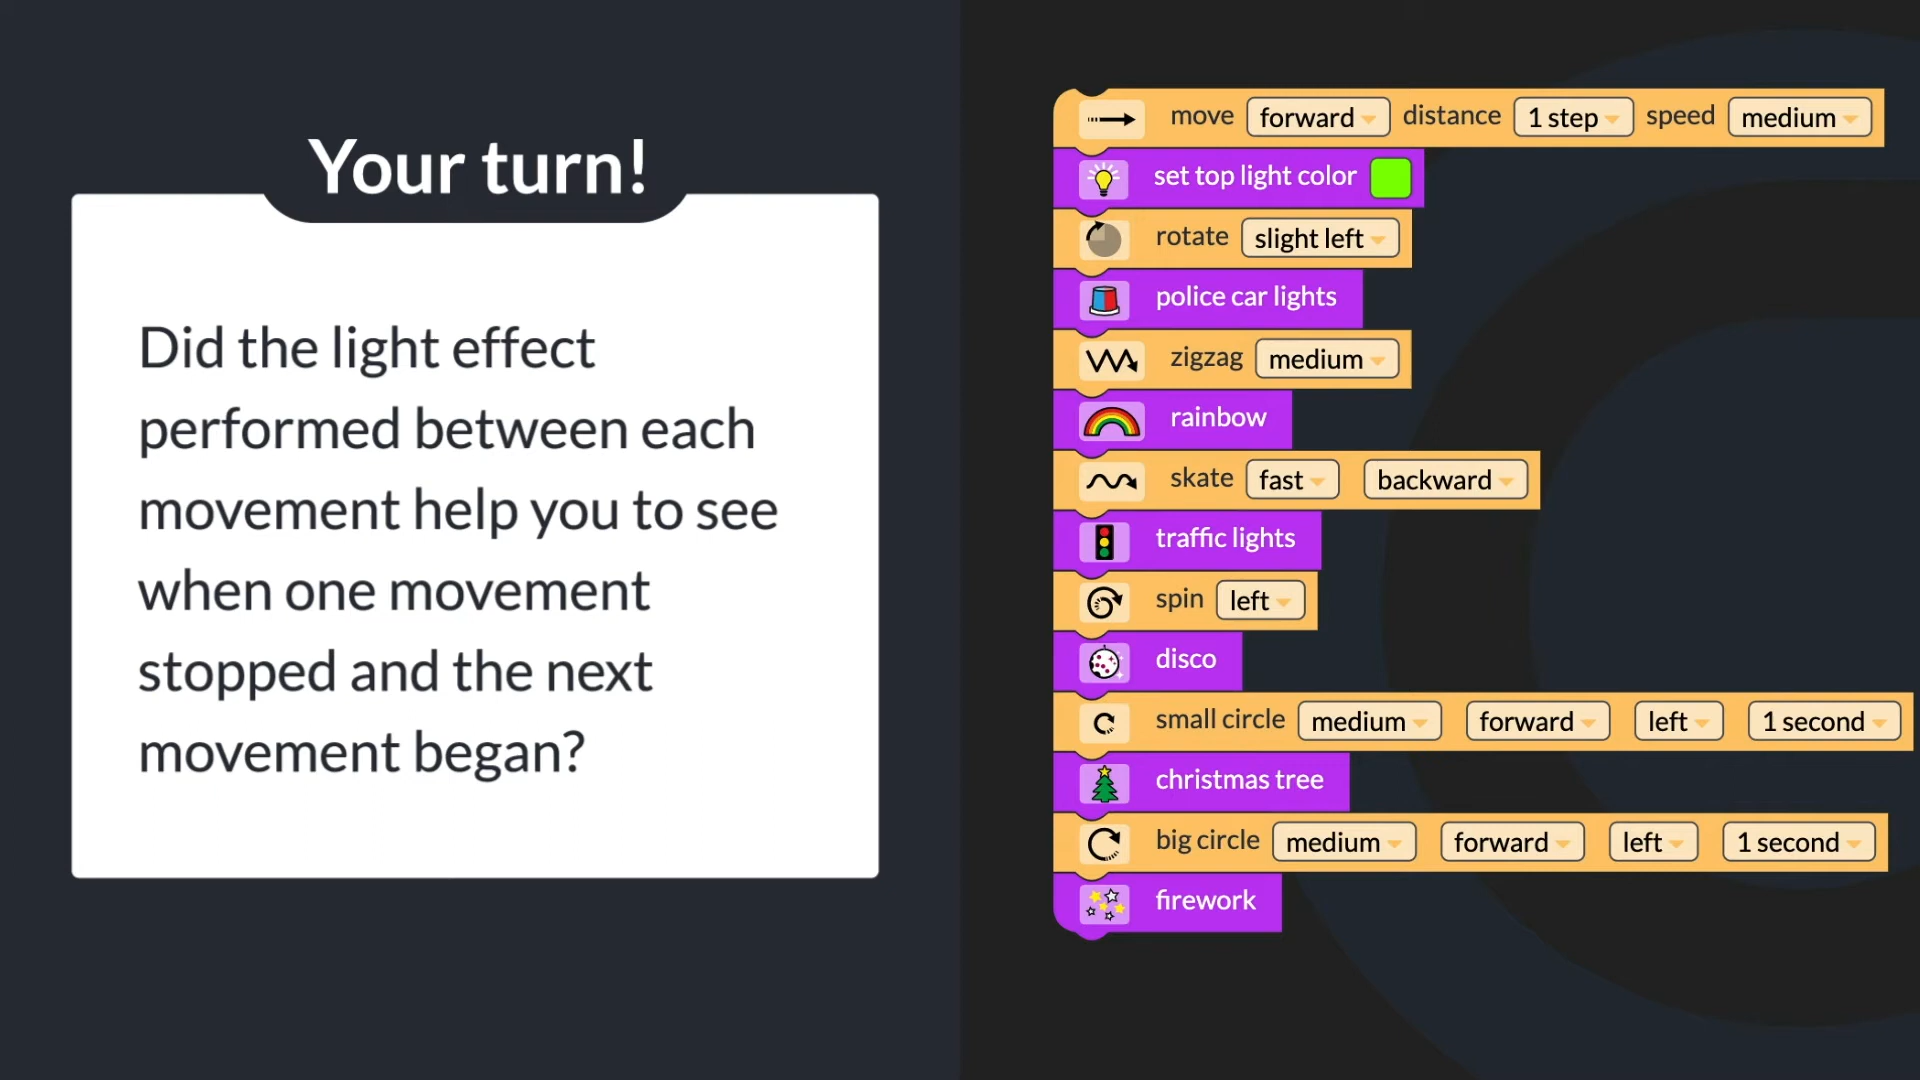 Your turn!
Did the light effect
performed between each
movement help you to see
when one movement
stopped and the next
movement began?
move forward distance 1 step speed medium
set top light color
rotate slight left
police car lights
zigzag medium
rainbow
skate fast backward
traffic lights
spin left
disco
small circle medium forward left 1 second
christmas tree
big circle medium forward left 1 second
firework